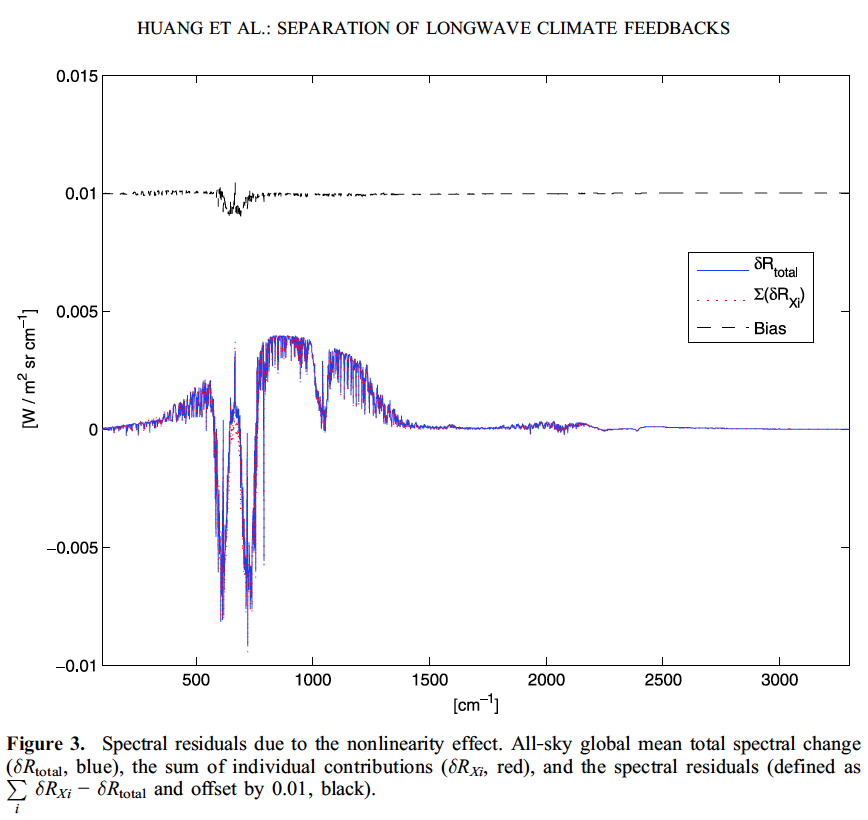 HUANG ET AL.: SEPARATION OF LONGWAVE CLIMATE FEEDBACKS
0.015
0.01
0.005
0
−0.005
−0.01
[W / m² sr cm⁻¹]
500 1000 1500 2000 2500 3000
[cm⁻¹]
δR_total
Σ(δR_Xi)
Bias
Figure 3. Spectral residuals due to the nonlinearity effect. All-sky global mean total spectral change
(δR_total, blue), the sum of individual contributions (δR_Xi, red), and the spectral residuals (defined as
∑_i δR_Xi − δR_total and offset by 0.01, black).